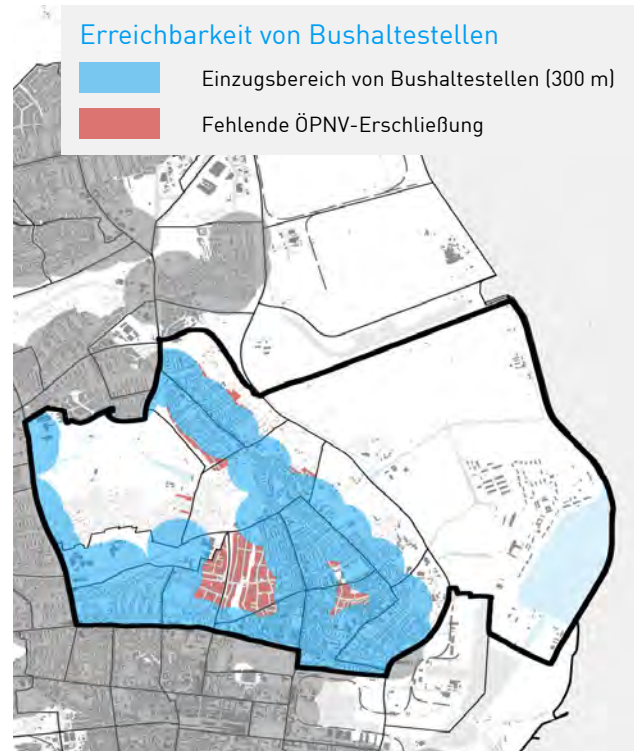 Erreichbarkeit von Bushaltestellen
Einzugsbereich von Bushaltestellen (300 m)
Fehlende ÖPNV-Erschließung